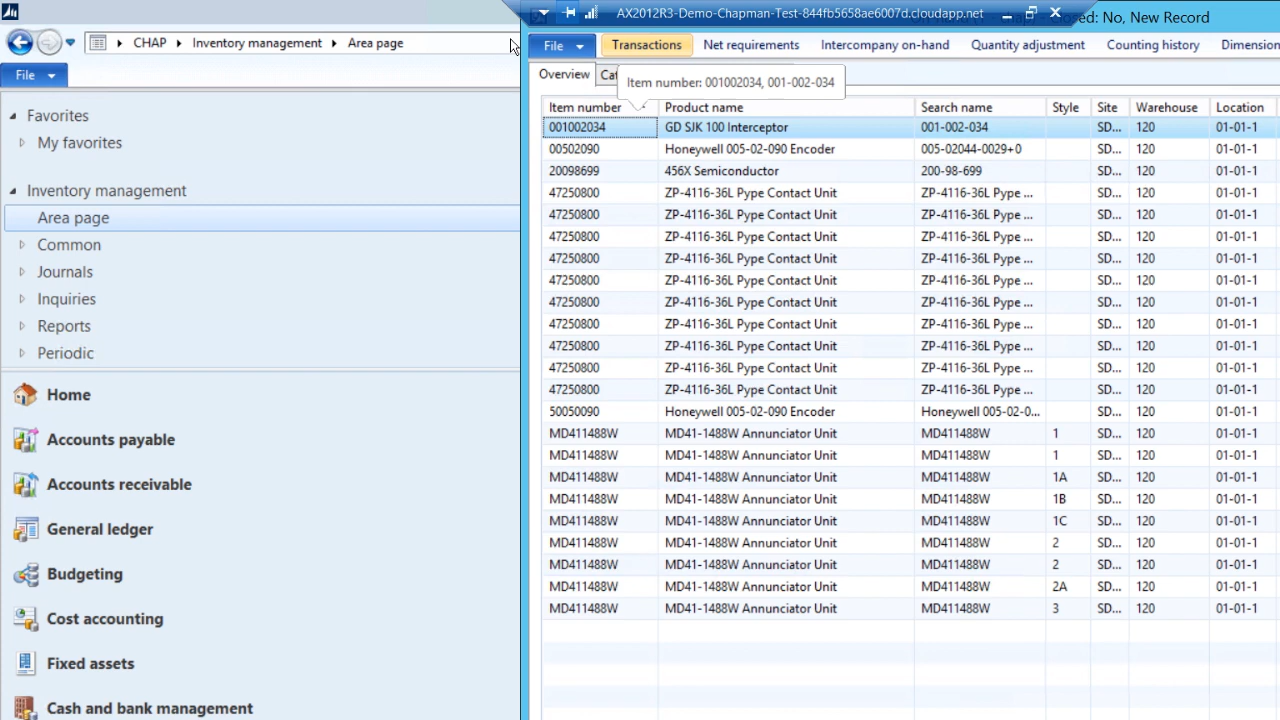 CHAP ▸ Inventory management ▸ Area page
File
Favorites
My favorites
Inventory management
Area page
Common
Journals
Inquiries
Reports
Periodic
Home
Accounts payable
Accounts receivable
General ledger
Budgeting
Cost accounting
Fixed assets
Cash and bank management
AX2012R3-Demo-Chapman-Test-844fb5658ae6007d.cloudapp.net
osed: No, New Record
File Transactions Net requirements Intercompany on-hand Quantity adjustment Counting history Dimension
Overview Cat
Item number: 001002034, 001-002-034
Item number Product name Search name Style Site Warehouse Location
001002034 GD SJK 100 Interceptor 001-002-034 SD... 120 01-01-1
00502090 Honeywell 005-02-090 Encoder 005-02044-0029+0 SD... 120 01-01-1
20098699 456X Semiconductor 200-98-699 SD... 120 01-01-1
47250800 ZP-4116-36L Pype Contact Unit ZP-4116-36L Pype ... SD... 120 01-01-1
47250800 ZP-4116-36L Pype Contact Unit ZP-4116-36L Pype ... SD... 120 01-01-1
47250800 ZP-4116-36L Pype Contact Unit ZP-4116-36L Pype ... SD... 120 01-01-1
47250800 ZP-4116-36L Pype Contact Unit ZP-4116-36L Pype ... SD... 120 01-01-1
47250800 ZP-4116-36L Pype Contact Unit ZP-4116-36L Pype ... SD... 120 01-01-1
47250800 ZP-4116-36L Pype Contact Unit ZP-4116-36L Pype ... SD... 120 01-01-1
47250800 ZP-4116-36L Pype Contact Unit ZP-4116-36L Pype ... SD... 120 01-01-1
47250800 ZP-4116-36L Pype Contact Unit ZP-4116-36L Pype ... SD... 120 01-01-1
47250800 ZP-4116-36L Pype Contact Unit ZP-4116-36L Pype ... SD... 120 01-01-1
47250800 ZP-4116-36L Pype Contact Unit ZP-4116-36L Pype ... SD... 120 01-01-1
50050090 Honeywell 005-02-090 Encoder Honeywell 005-02-0... SD... 120 01-01-1
MD411488W MD41-1488W Annunciator Unit MD411488W 1 SD... 120 01-01-1
MD411488W MD41-1488W Annunciator Unit MD411488W 1 SD... 120 01-01-1
MD411488W MD41-1488W Annunciator Unit MD411488W 1A SD... 120 01-01-1
MD411488W MD41-1488W Annunciator Unit MD411488W 1B SD... 120 01-01-1
MD411488W MD41-1488W Annunciator Unit MD411488W 1C SD... 120 01-01-1
MD411488W MD41-1488W Annunciator Unit MD411488W 2 SD... 120 01-01-1
MD411488W MD41-1488W Annunciator Unit MD411488W 2 SD... 120 01-01-1
MD411488W MD41-1488W Annunciator Unit MD411488W 2A SD... 120 01-01-1
MD411488W MD41-1488W Annunciator Unit MD411488W 3 SD... 120 01-01-1